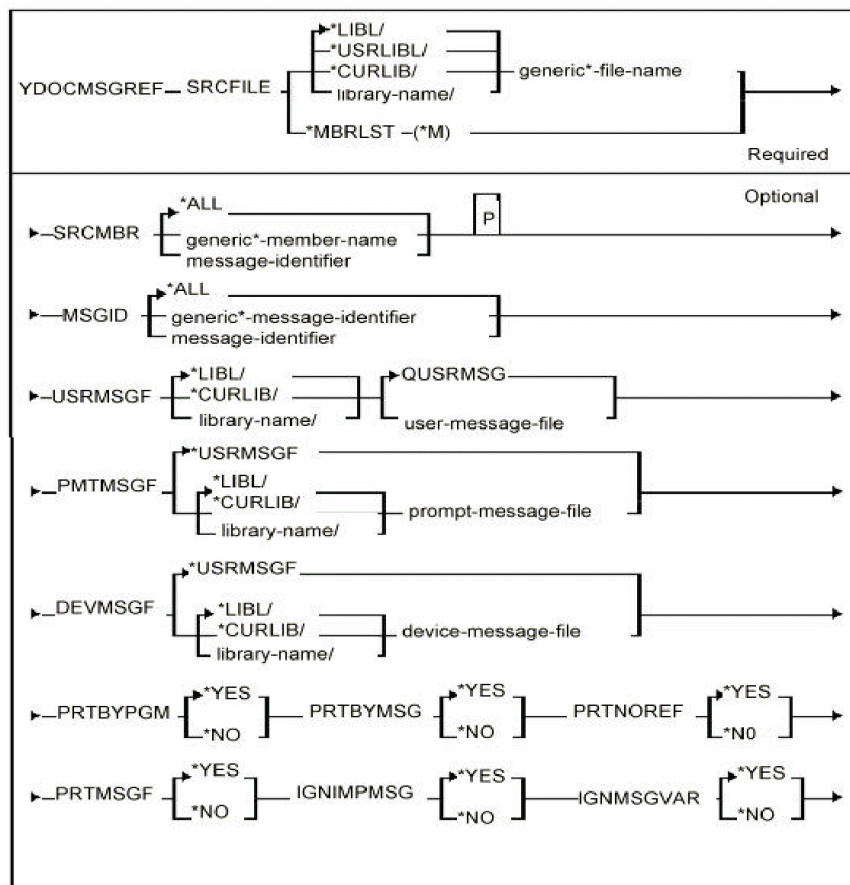 *LIBL/
*USRLIBL/
*CURLIB/ generic*-file-name
YDOCMSGREF SRCFILE
library-name/
*MBRLST -(*M)
Required
Optional
*ALL
P
SRCMBR
generic*-member-name
message-identifier
*ALL
MSGID
generic*-message-identifier
message-identifier
*LIBL/ QUSRMSG
USRMSGF *CURLIB/
library-name/ user-message-file
*USRMSGF
*LIBL/
PMTMSGF *CURLIB/
library-name/ prompt-message-file
*USRMSGF
*LIBL/
DEVMSGF *CURLIB/ device-message-file
library-name/
*YES *YES *YES
PRTBYPGM PRTBYMSG PRTNOREF
*NO *NO *N0
*YES *YES *YES
PRTMSGF IGNIMPMSG IGNMSGVAR
*NO *NO *NO